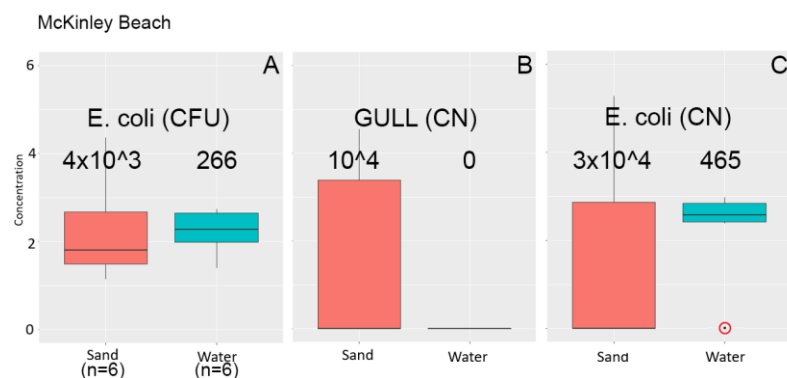 McKinley Beach
6
4
2
0
Concentration
A
E. coli (CFU)
4x10^3 266
Sand Water
(n=6) (n=6)
B
GULL (CN)
10^4 0
Sand Water
C
E. coli (CN)
3x10^4 465
Sand Water